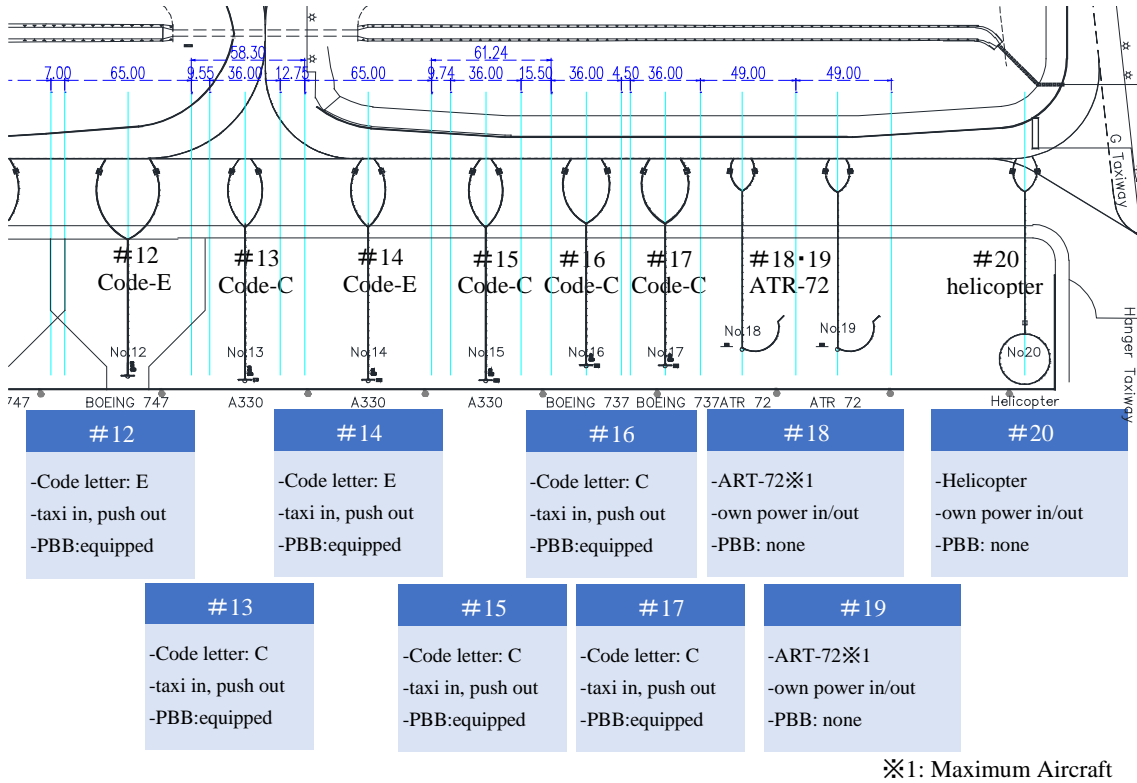 58.30
61.24
7.00
65.00
9.55
36.00
12.75
65.00
9.74
36.00
15.50
36.00
4.50
36.00
49.00
49.00
G Taxiway
#12
Code-E
#13
Code-C
#14
Code-E
#15
Code-C
#16
Code-C
#17
Code-C
#18・19
ATR-72
#20
helicopter
No.12
No.13
No.14
No.15
No.16
No.17
No.18
No.19
No.20
Hanger Taxiway
747
BOEING 747
A330
A330
A330
BOEING 737
BOEING 737
ATR 72
ATR 72
Helicopter
#12
-Code letter: E
-taxi in, push out
-PBB:equipped
#14
-Code letter: E
-taxi in, push out
-PBB:equipped
#16
-Code letter: C
-taxi in, push out
-PBB:equipped
#18
-ART-72※1
-own power in/out
-PBB: none
#20
-Helicopter
-own power in/out
-PBB: none
#13
-Code letter: C
-taxi in, push out
-PBB:equipped
#15
-Code letter: C
-taxi in, push out
-PBB:equipped
#17
-Code letter: C
-taxi in, push out
-PBB:equipped
#19
-ART-72※1
-own power in/out
-PBB: none
※1: Maximum Aircraft